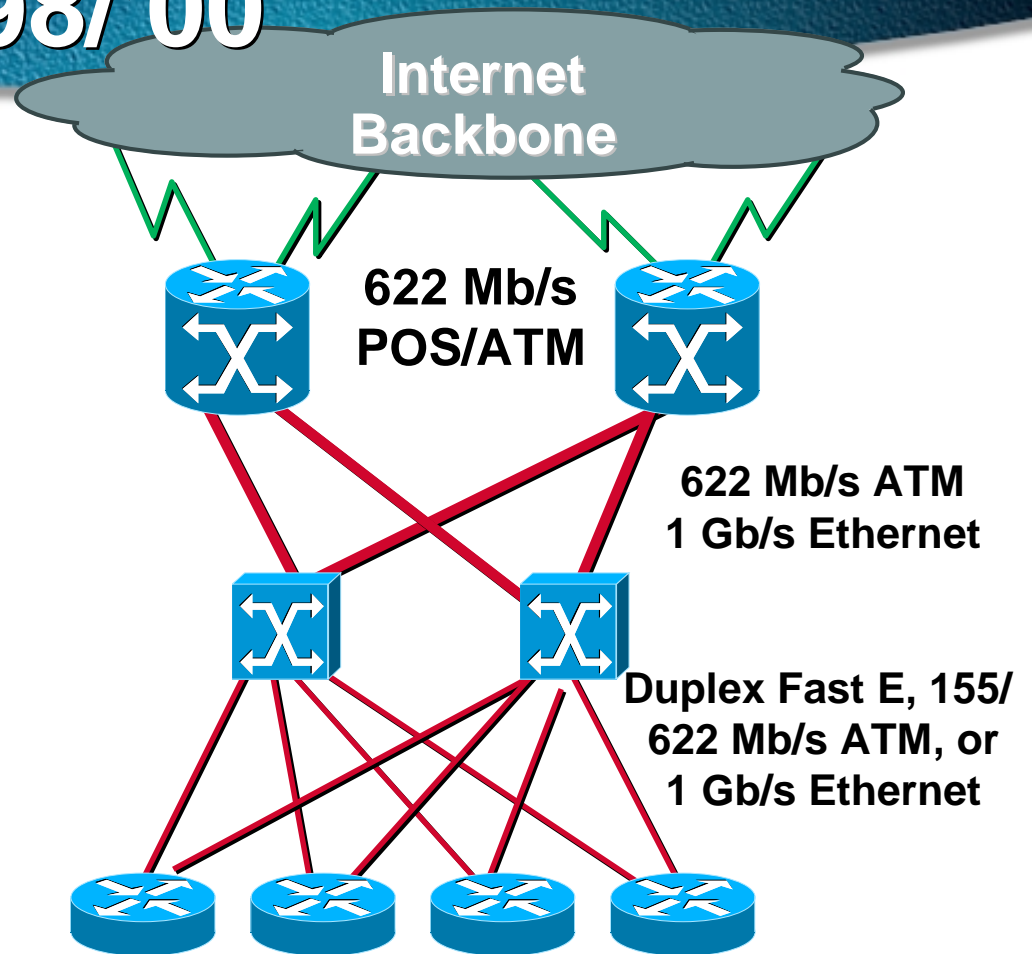 98/ 00
Internet
Backbone
622 Mb/s
POS/ATM
622 Mb/s ATM
1 Gb/s Ethernet
Duplex Fast E, 155/
622 Mb/s ATM, or
1 Gb/s Ethernet